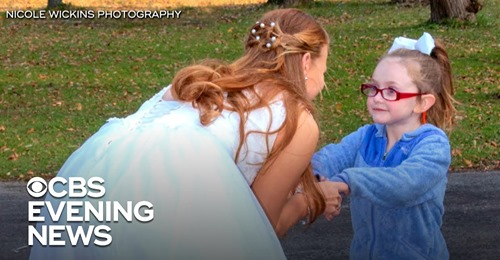 NICOLE WICKINS PHOTOGRAPHY
CBS
EVENING
NEWS